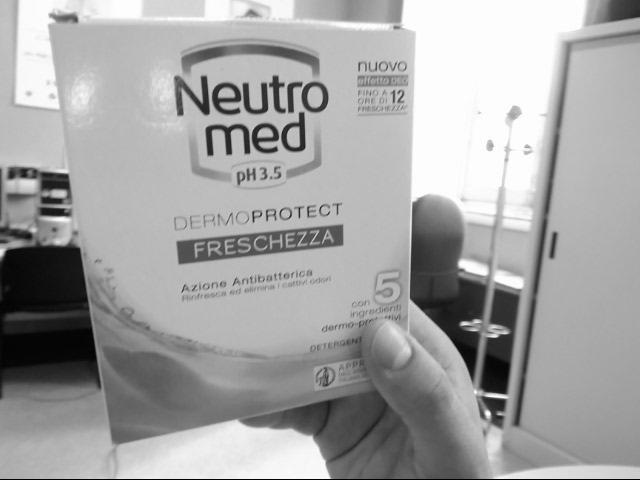 Neutro
med
pH 3.5
nuovo
effetto DEO
FINO A
ORE DI 12
FRESCHEZZA*
DERMOPROTECT
FRESCHEZZA
Azione Antibatterica
Rinfresca ed elimina i cattivi odori
con 5
ingredienti
dermo-protettivi